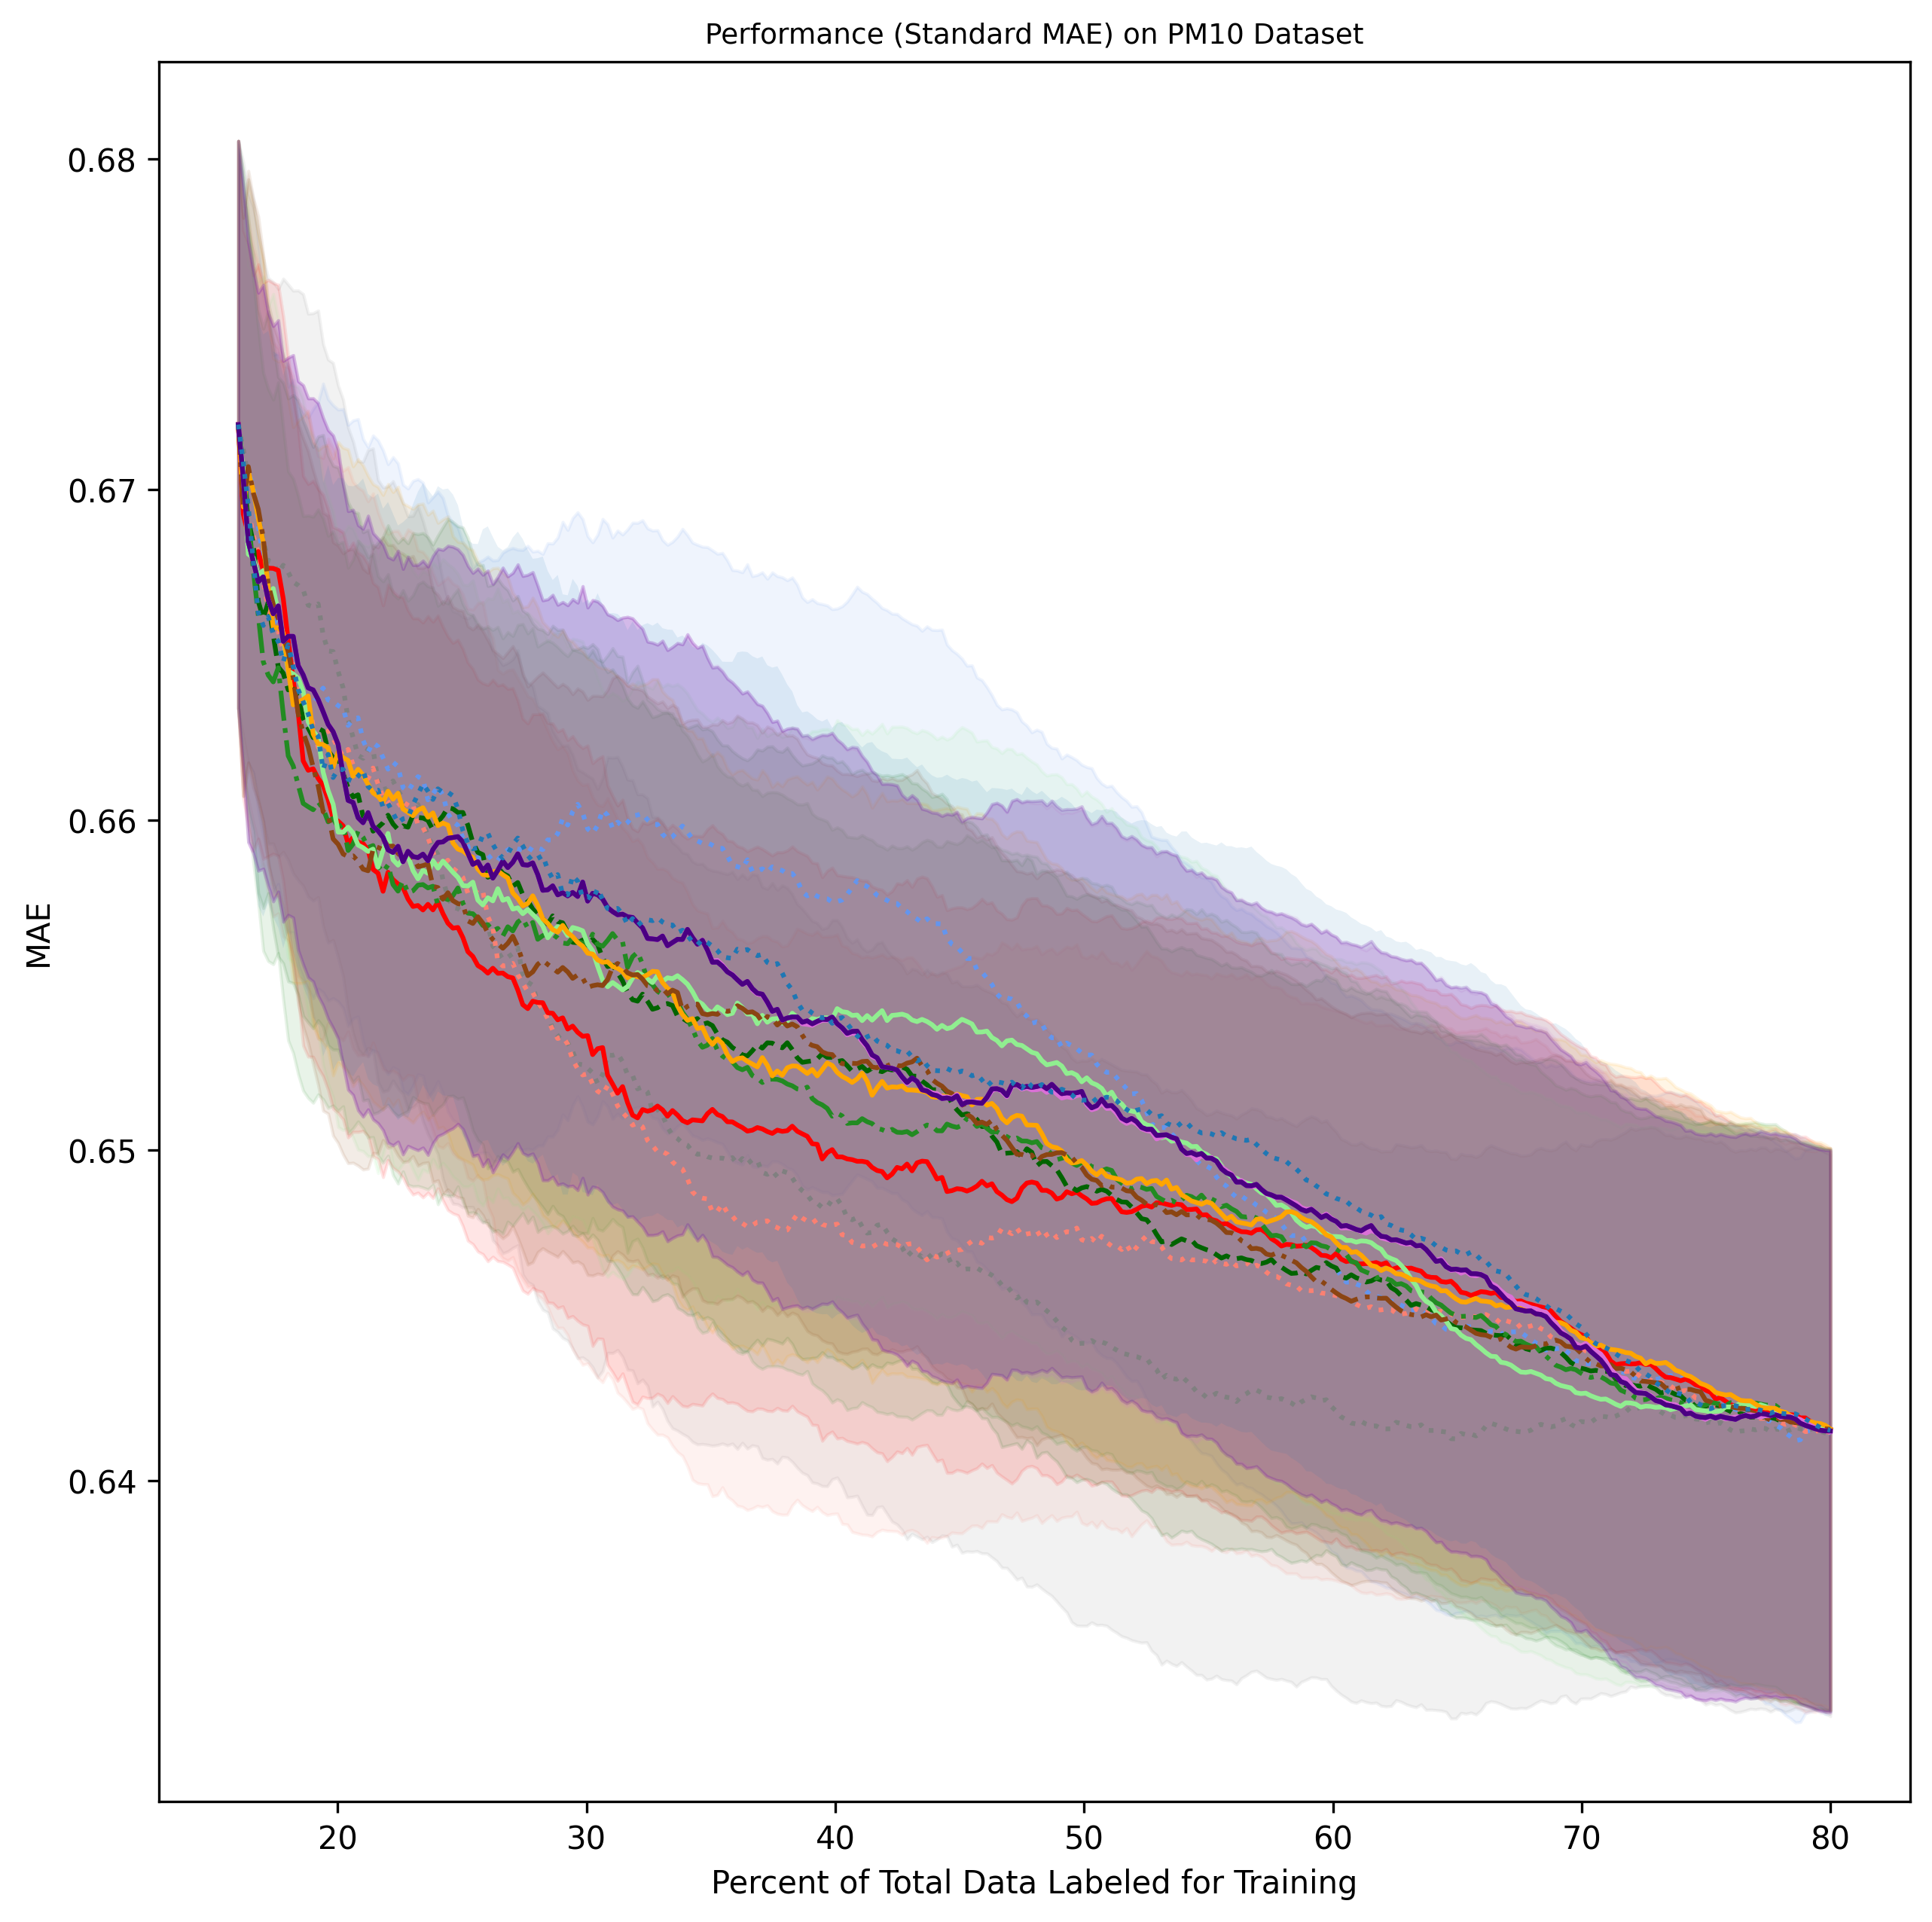 Performance (Standard MAE) on PM10 Dataset
MAE
0.68
0.67
0.66
0.65
0.64
20 30 40 50 60 70 80
Percent of Total Data Labeled for Training